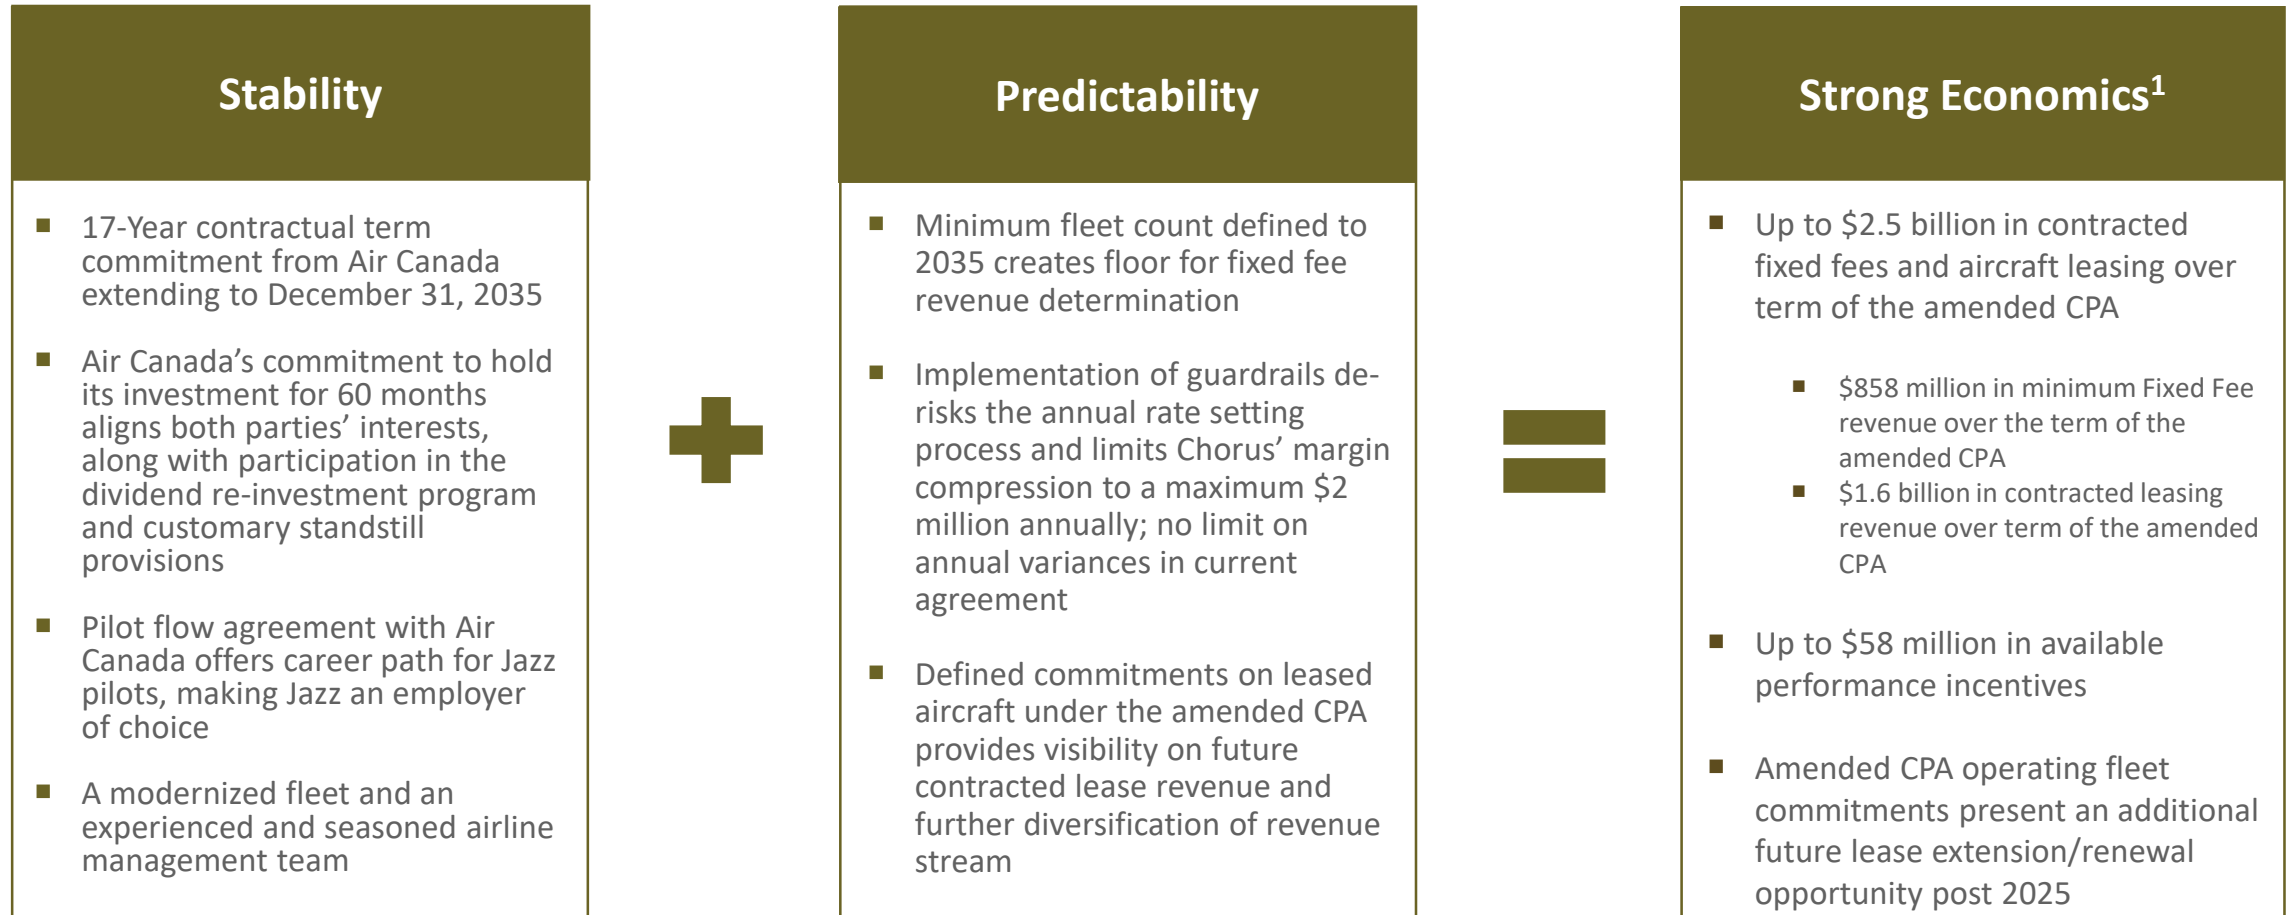 Stability
■ 17-Year contractual term
commitment from Air Canada
extending to December 31, 2035
■ Air Canada’s commitment to hold
its investment for 60 months
aligns both parties’ interests,
along with participation in the
dividend re-investment program
and customary standstill
provisions
■ Pilot flow agreement with Air
Canada offers career path for Jazz
pilots, making Jazz an employer
of choice
■ A modernized fleet and an
experienced and seasoned airline
management team
Predictability
■ Minimum fleet count defined to
2035 creates floor for fixed fee
revenue determination
■ Implementation of guardrails de-
risks the annual rate setting
process and limits Chorus’ margin
compression to a maximum $2
million annually; no limit on
annual variances in current
agreement
■ Defined commitments on leased
aircraft under the amended CPA
provides visibility on future
contracted lease revenue and
further diversification of revenue
stream
Strong Economics¹
■ Up to $2.5 billion in contracted
fixed fees and aircraft leasing over
term of the amended CPA
■ $858 million in minimum Fixed Fee
revenue over the term of the
amended CPA
■ $1.6 billion in contracted leasing
revenue over term of the amended
CPA
■ Up to $58 million in available
performance incentives
■ Amended CPA operating fleet
commitments present an additional
future lease extension/renewal
opportunity post 2025